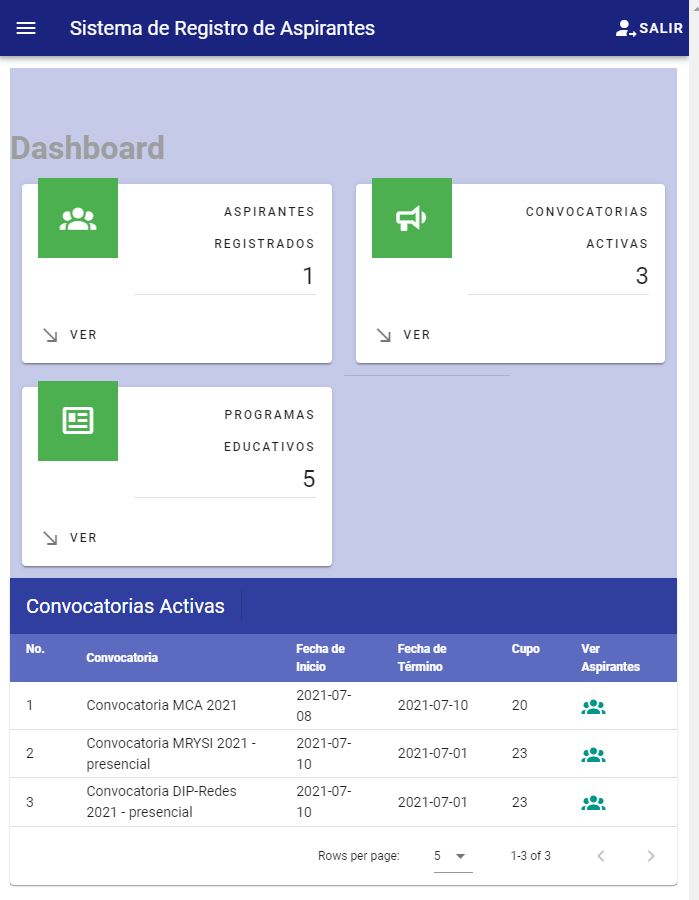 Sistema de Registro de Aspirantes
SALIR
Dashboard
ASPIRANTES
REGISTRADOS
1
VER
CONVOCATORIAS
ACTIVAS
3
VER
PROGRAMAS
EDUCATIVOS
5
VER
Convocatorias Activas
No. Convocatoria Fecha de Inicio Fecha de Término Cupo Ver Aspirantes
1 Convocatoria MCA 2021 2021-07-08 2021-07-10 20
2 Convocatoria MRYSI 2021 - presencial 2021-07-10 2021-07-01 23
3 Convocatoria DIP-Redes 2021 - presencial 2021-07-10 2021-07-01 23
Rows per page: 5 1-3 of 3